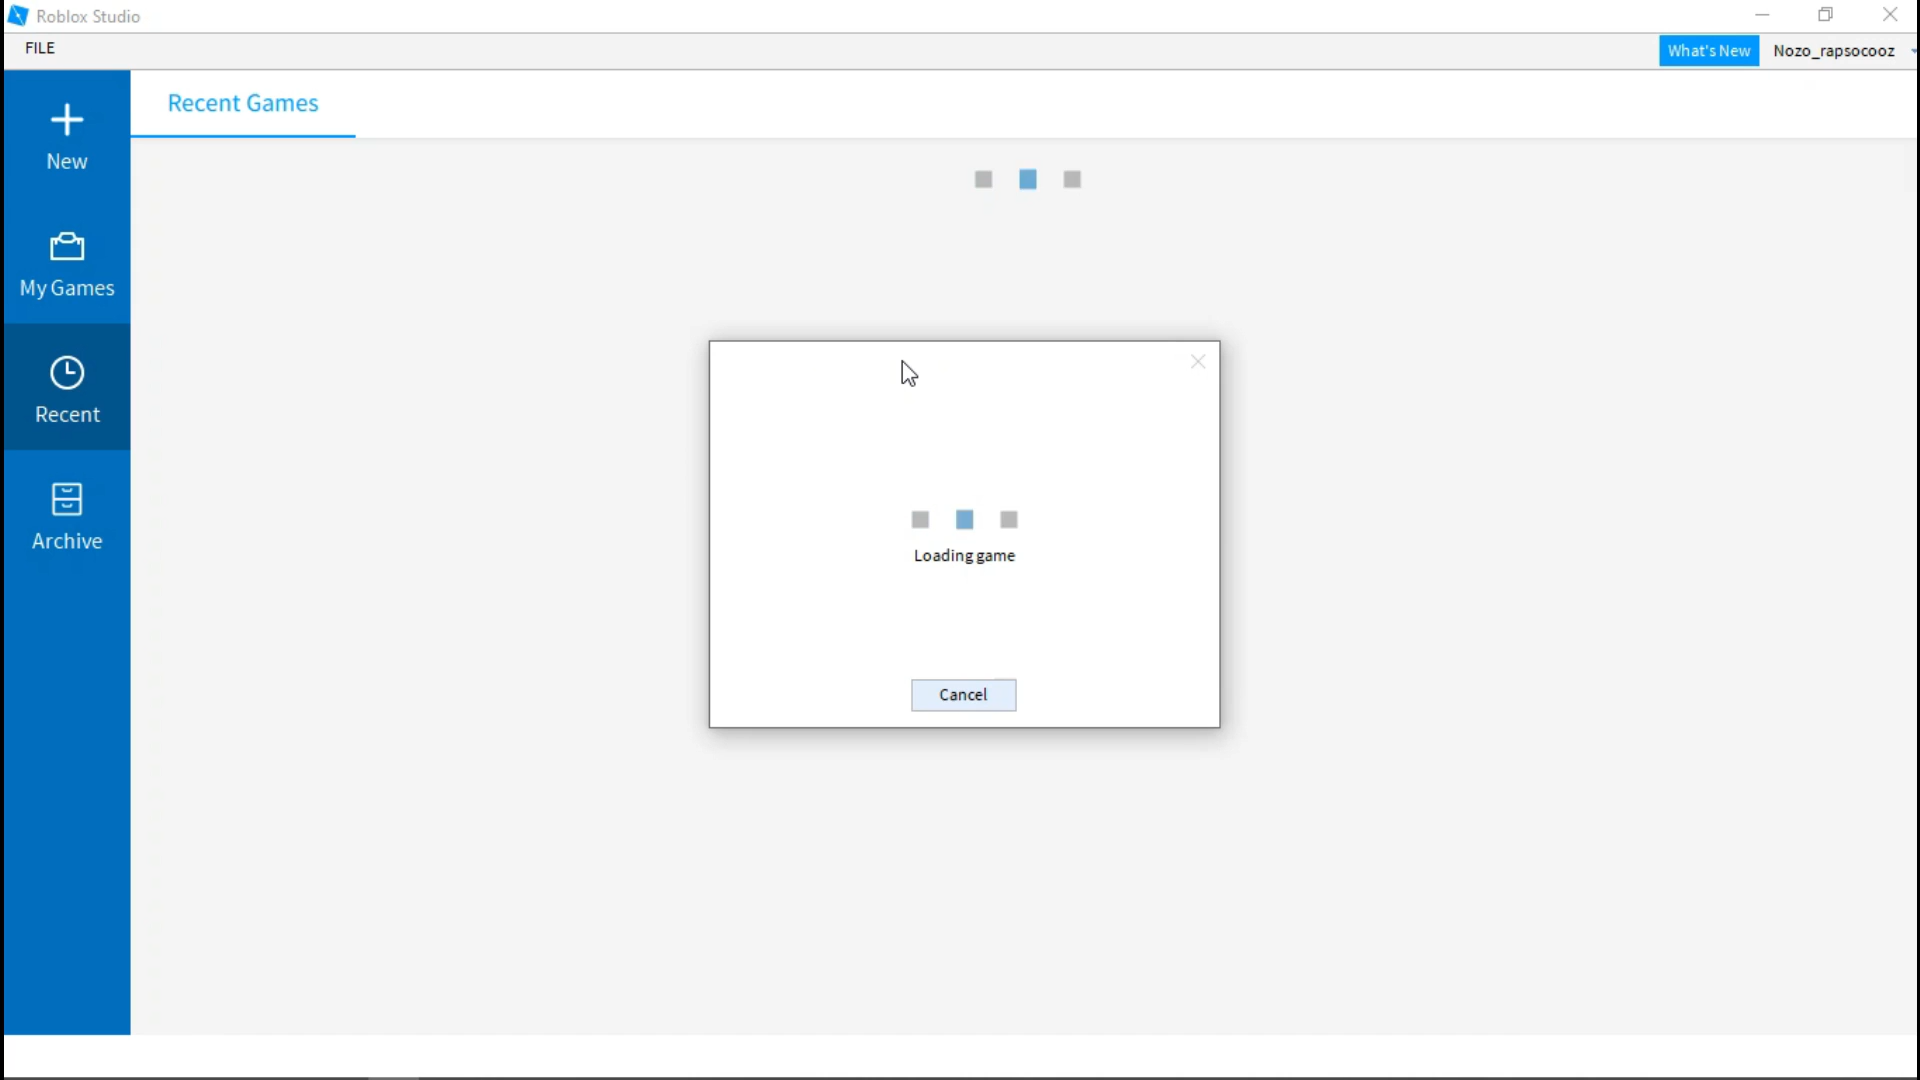 Roblox Studio
FILE
What's New
Nozo_rapsocooz
New
My Games
Recent
Archive
Recent Games
Loading game
Cancel